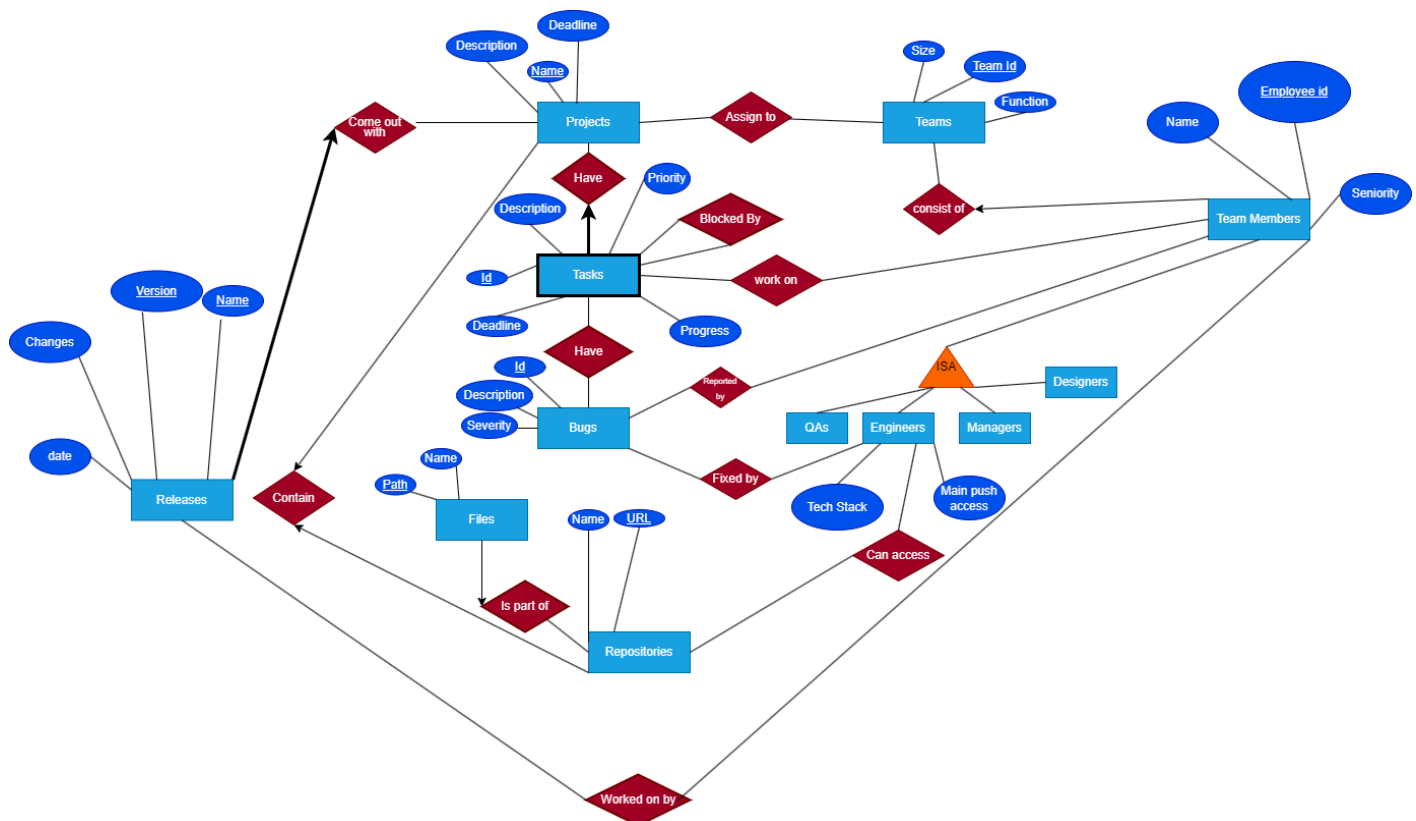 Deadline
Description
Name
Size
Team Id
Function
Employee id
Name
Seniority
Come out
with
Projects
Assign to
Teams
Have
Priority
Description
Blocked By
consist of
Team Members
Id
Tasks
work on
Deadline
Progress
Version
Name
Changes
date
Releases
Have
Id
Description
Severity
Bugs
Reported
by
ISA
Designers
QAs
Engineers
Managers
Name
Path
Files
Contain
Fixed by
Tech Stack
Main push
access
Name
URL
Can access
Is part of
Repositories
Worked on by